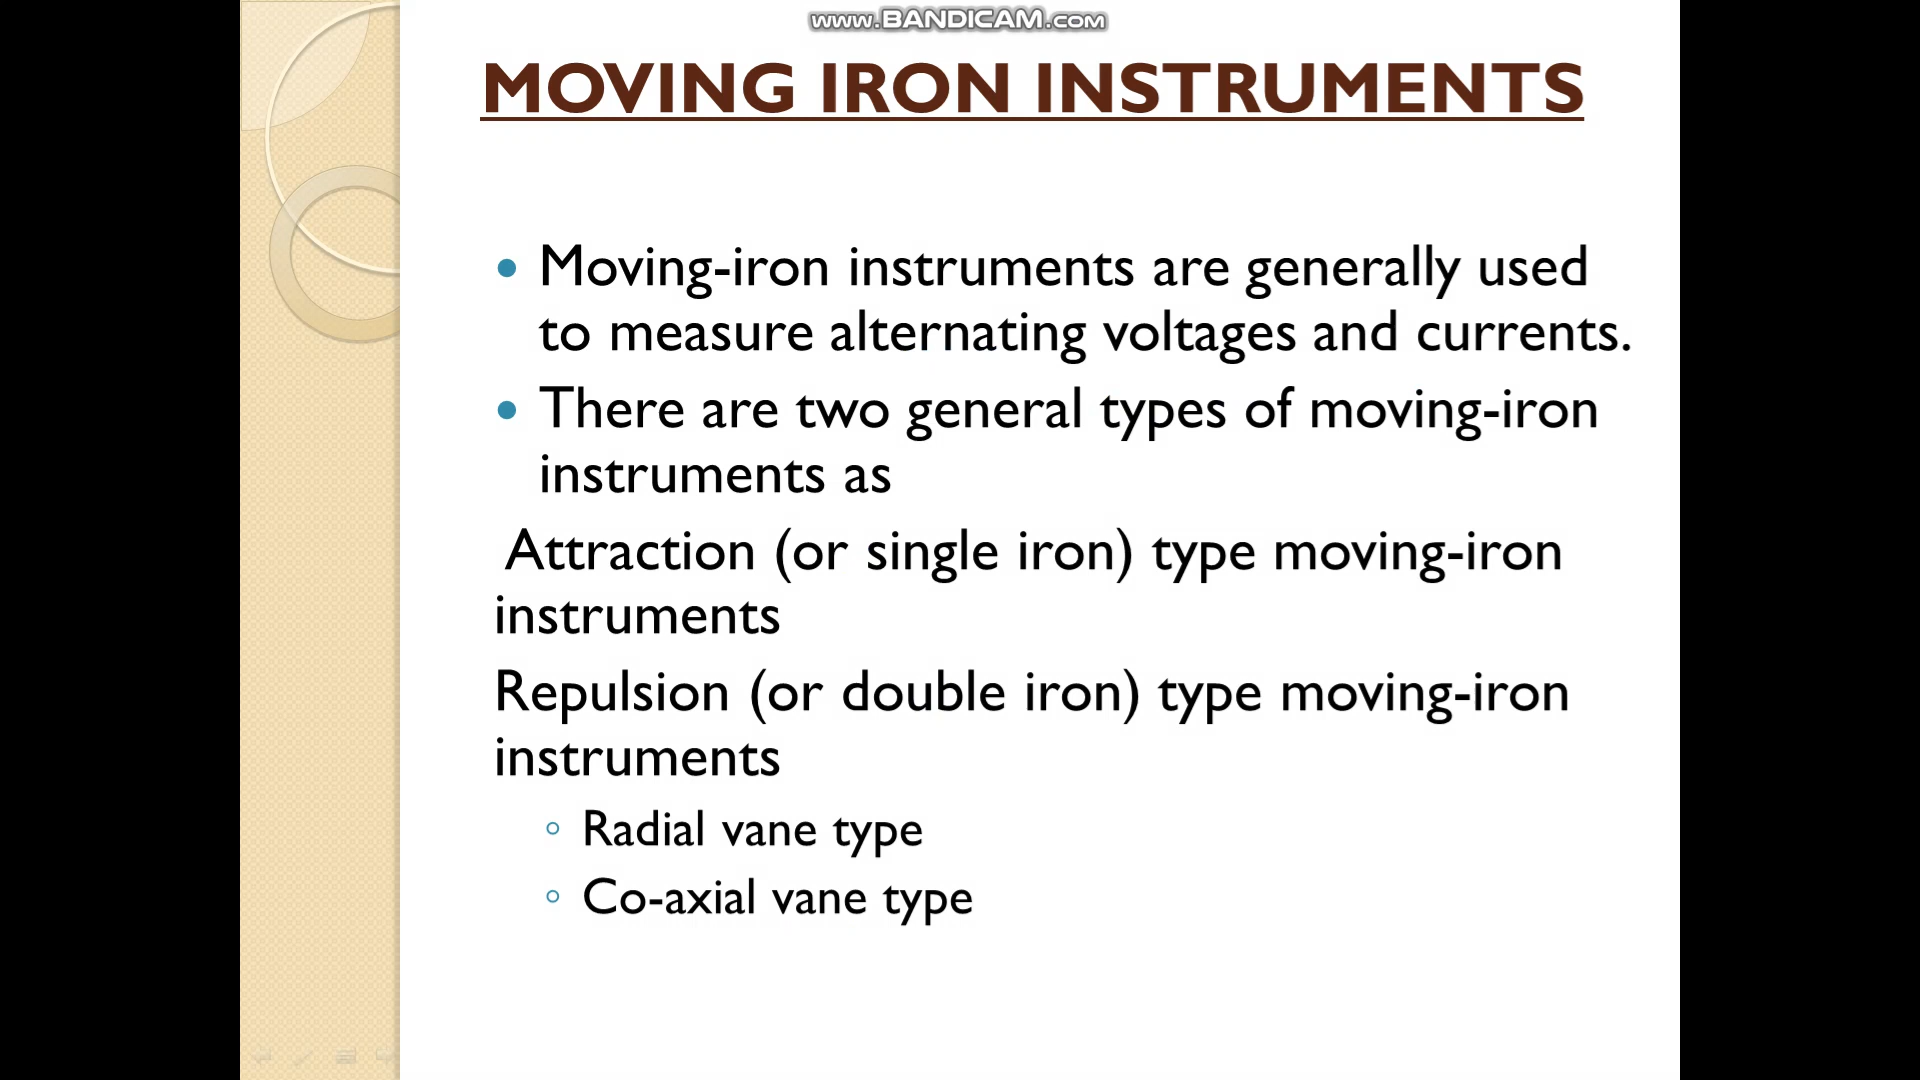 www.BANDICAM.com
MOVING IRON INSTRUMENTS
• Moving-iron instruments are generally used
to measure alternating voltages and currents.
• There are two general types of moving-iron
instruments as
Attraction (or single iron) type moving-iron
instruments
Repulsion (or double iron) type moving-iron
instruments
◦ Radial vane type
◦ Co-axial vane type